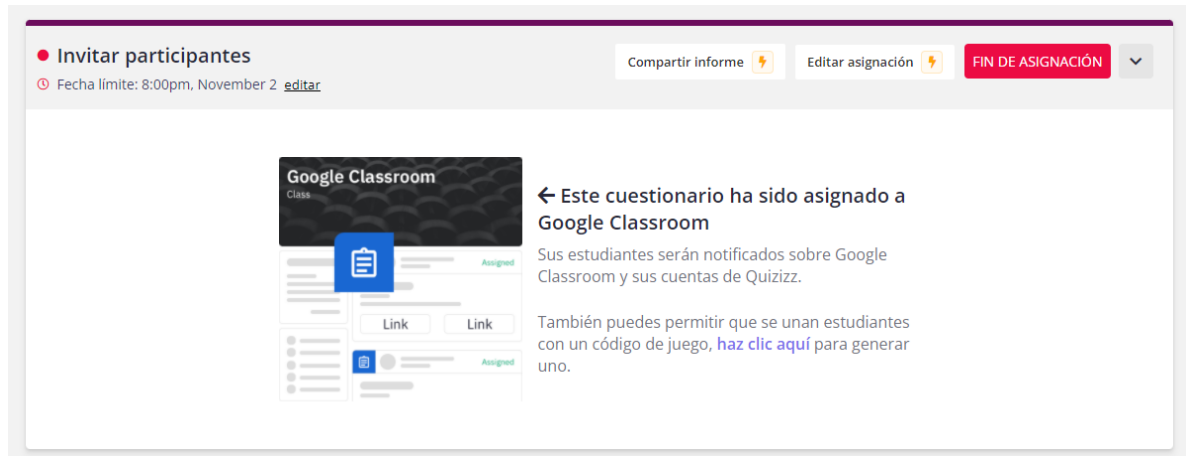 Invitar participantes
Compartir informe
Editar asignación
FIN DE ASIGNACIÓN
Fecha límite: 8:00pm, November 2 editar
Google Classroom
Class
Assigned
Link Link
Assigned
← Este cuestionario ha sido asignado a
Google Classroom
Sus estudiantes serán notificados sobre Google
Classroom y sus cuentas de Quizizz.
También puedes permitir que se unan estudiantes
con un código de juego, haz clic aquí para generar
uno.